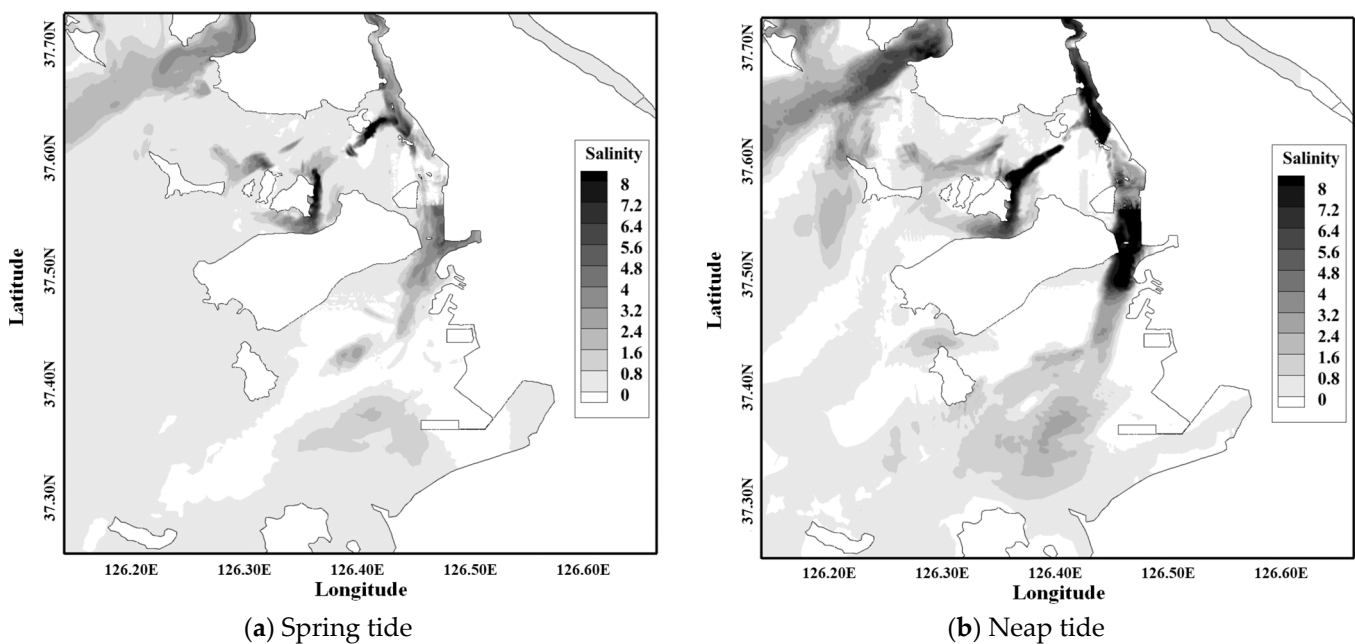 37.70N
37.60N
37.50N
37.40N
37.30N
Latitude
Salinity
8
7.2
6.4
5.6
4.8
4
3.2
2.4
1.6
0.8
0
126.20E 126.30E 126.40E 126.50E 126.60E
Longitude
(a) Spring tide
37.70N
37.60N
37.50N
37.40N
37.30N
Latitude
Salinity
8
7.2
6.4
5.6
4.8
4
3.2
2.4
1.6
0.8
0
126.20E 126.30E 126.40E 126.50E 126.60E
Longitude
(b) Neap tide